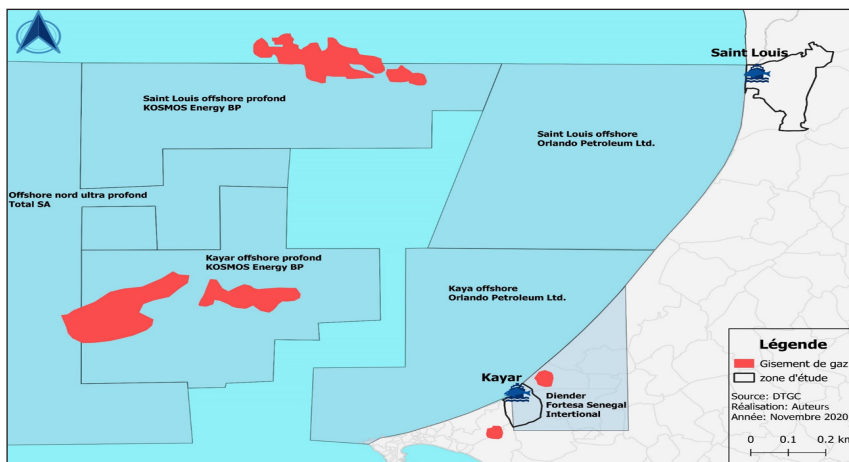 Saint Louis
Saint Louis offshore profond
KOSMOS Energy BP
Saint Louis offshore
Orlando Petroleum Ltd.
Offshore nord ultra profond
Total SA
Kayar offshore profond
KOSMOS Energy BP
Kaya offshore
Orlando Petroleum Ltd.
Kayar
Diender
Fortesa Senegal
Intertional
Légende
Gisement de gaz
zone d'étude
Source: DTGC
Réalisation: Auteurs
Année: Novembre 2020
0 0.1 0.2 km